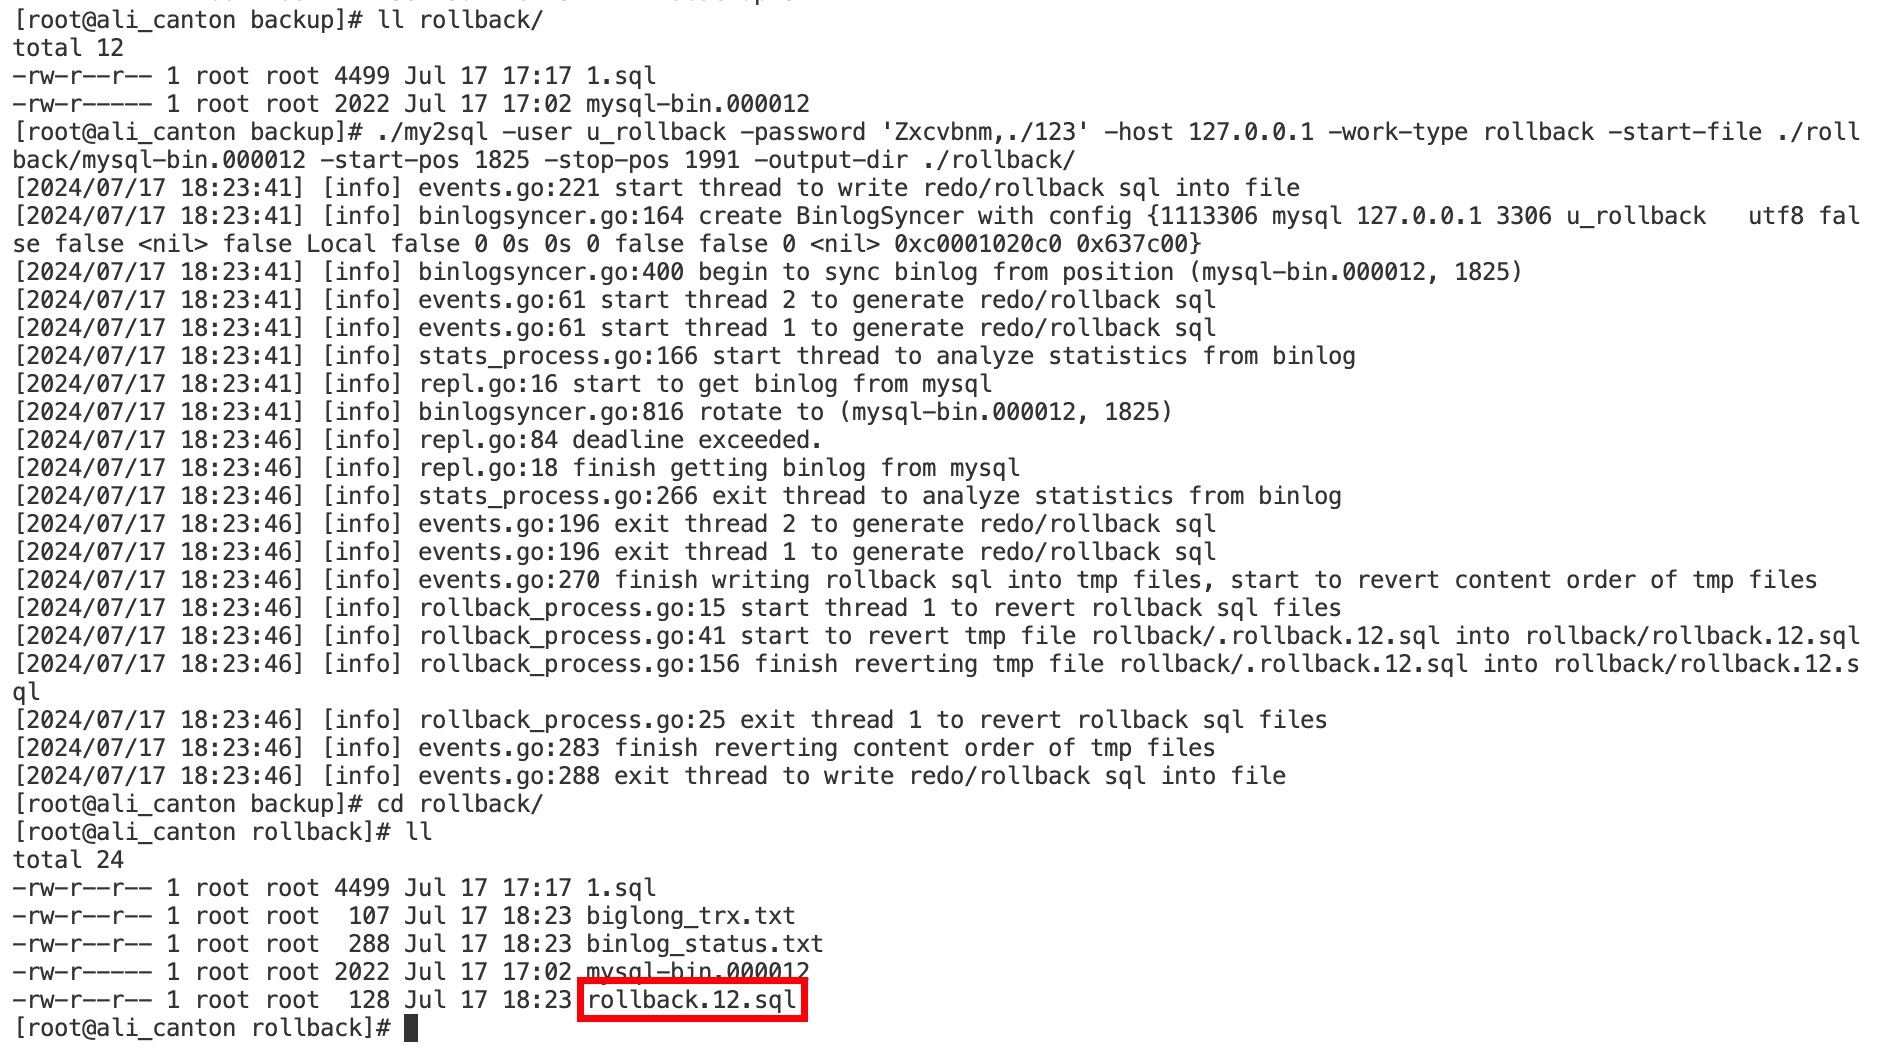 [root@ali_canton backup]# ll rollback/
total 12
-rw-r--r-- 1 root root 4499 Jul 17 17:17 1.sql
-rw-r----- 1 root root 2022 Jul 17 17:02 mysql-bin.000012
[root@ali_canton backup]# ./my2sql -user u_rollback -password 'Zxcvbnm,./123' -host 127.0.0.1 -work-type rollback -start-file ./roll
back/mysql-bin.000012 -start-pos 1825 -stop-pos 1991 -output-dir ./rollback/
[2024/07/17 18:23:41] [info] events.go:221 start thread to write redo/rollback sql into file
[2024/07/17 18:23:41] [info] binlogsyncer.go:164 create BinlogSyncer with config {1113306 mysql 127.0.0.1 3306 u_rollback   utf8 fal
se false <nil> false Local false 0 0s 0s 0 false false 0 <nil> 0xc0001020c0 0x637c00}
[2024/07/17 18:23:41] [info] binlogsyncer.go:400 begin to sync binlog from position (mysql-bin.000012, 1825)
[2024/07/17 18:23:41] [info] events.go:61 start thread 2 to generate redo/rollback sql
[2024/07/17 18:23:41] [info] events.go:61 start thread 1 to generate redo/rollback sql
[2024/07/17 18:23:41] [info] stats_process.go:166 start thread to analyze statistics from binlog
[2024/07/17 18:23:41] [info] repl.go:16 start to get binlog from mysql
[2024/07/17 18:23:41] [info] binlogsyncer.go:816 rotate to (mysql-bin.000012, 1825)
[2024/07/17 18:23:46] [info] repl.go:84 deadline exceeded.
[2024/07/17 18:23:46] [info] repl.go:18 finish getting binlog from mysql
[2024/07/17 18:23:46] [info] stats_process.go:266 exit thread to analyze statistics from binlog
[2024/07/17 18:23:46] [info] events.go:196 exit thread 2 to generate redo/rollback sql
[2024/07/17 18:23:46] [info] events.go:196 exit thread 1 to generate redo/rollback sql
[2024/07/17 18:23:46] [info] events.go:270 finish writing rollback sql into tmp files, start to revert content order of tmp files
[2024/07/17 18:23:46] [info] rollback_process.go:15 start thread 1 to revert rollback sql files
[2024/07/17 18:23:46] [info] rollback_process.go:41 start to revert tmp file rollback/.rollback.12.sql into rollback/rollback.12.sql
[2024/07/17 18:23:46] [info] rollback_process.go:156 finish reverting tmp file rollback/.rollback.12.sql into rollback/rollback.12.s
ql
[2024/07/17 18:23:46] [info] rollback_process.go:25 exit thread 1 to revert rollback sql files
[2024/07/17 18:23:46] [info] events.go:283 finish reverting content order of tmp files
[2024/07/17 18:23:46] [info] events.go:288 exit thread to write redo/rollback sql into file
[root@ali_canton backup]# cd rollback/
[root@ali_canton rollback]# ll
total 24
-rw-r--r-- 1 root root 4499 Jul 17 17:17 1.sql
-rw-r--r-- 1 root root  107 Jul 17 18:23 biglong_trx.txt
-rw-r--r-- 1 root root  288 Jul 17 18:23 binlog_status.txt
-rw-r----- 1 root root 2022 Jul 17 17:02 mysql-bin.000012
-rw-r--r-- 1 root root  128 Jul 17 18:23 rollback.12.sql
[root@ali_canton rollback]#